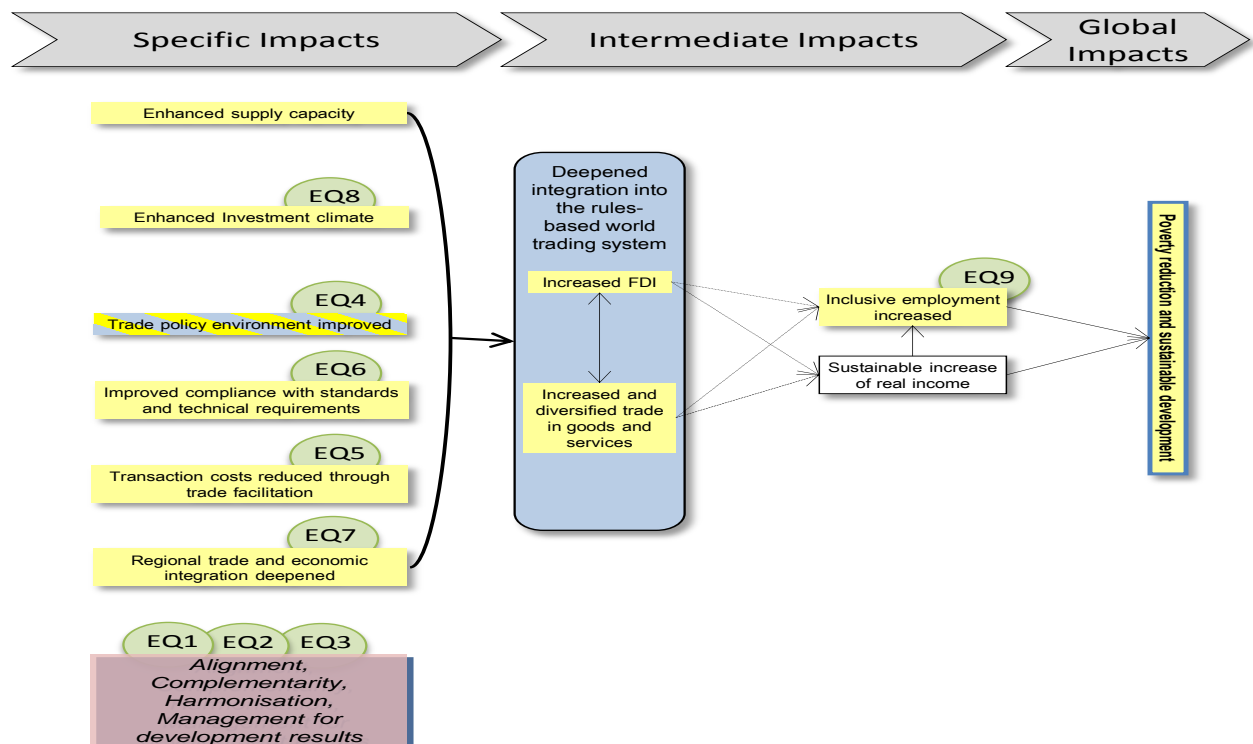 Specific Impacts
Intermediate Impacts
Global
Impacts
Enhanced supply capacity
EQ8
Enhanced Investment climate
EQ4
Trade policy environment improved
EQ6
Improved compliance with standards
and technical requirements
EQ5
Transaction costs reduced through
trade facilitation
EQ7
Regional trade and economic
integration deepened
EQ1 EQ2 EQ3
Alignment,
Complementarity,
Harmonisation,
Management for
development results
Deepened
integration into
the rules-
based world
trading system
Increased FDI
Increased and
diversified trade
in goods and
services
EQ9
Inclusive employment
increased
Sustainable increase
of real income
Poverty reduction and sustainable development